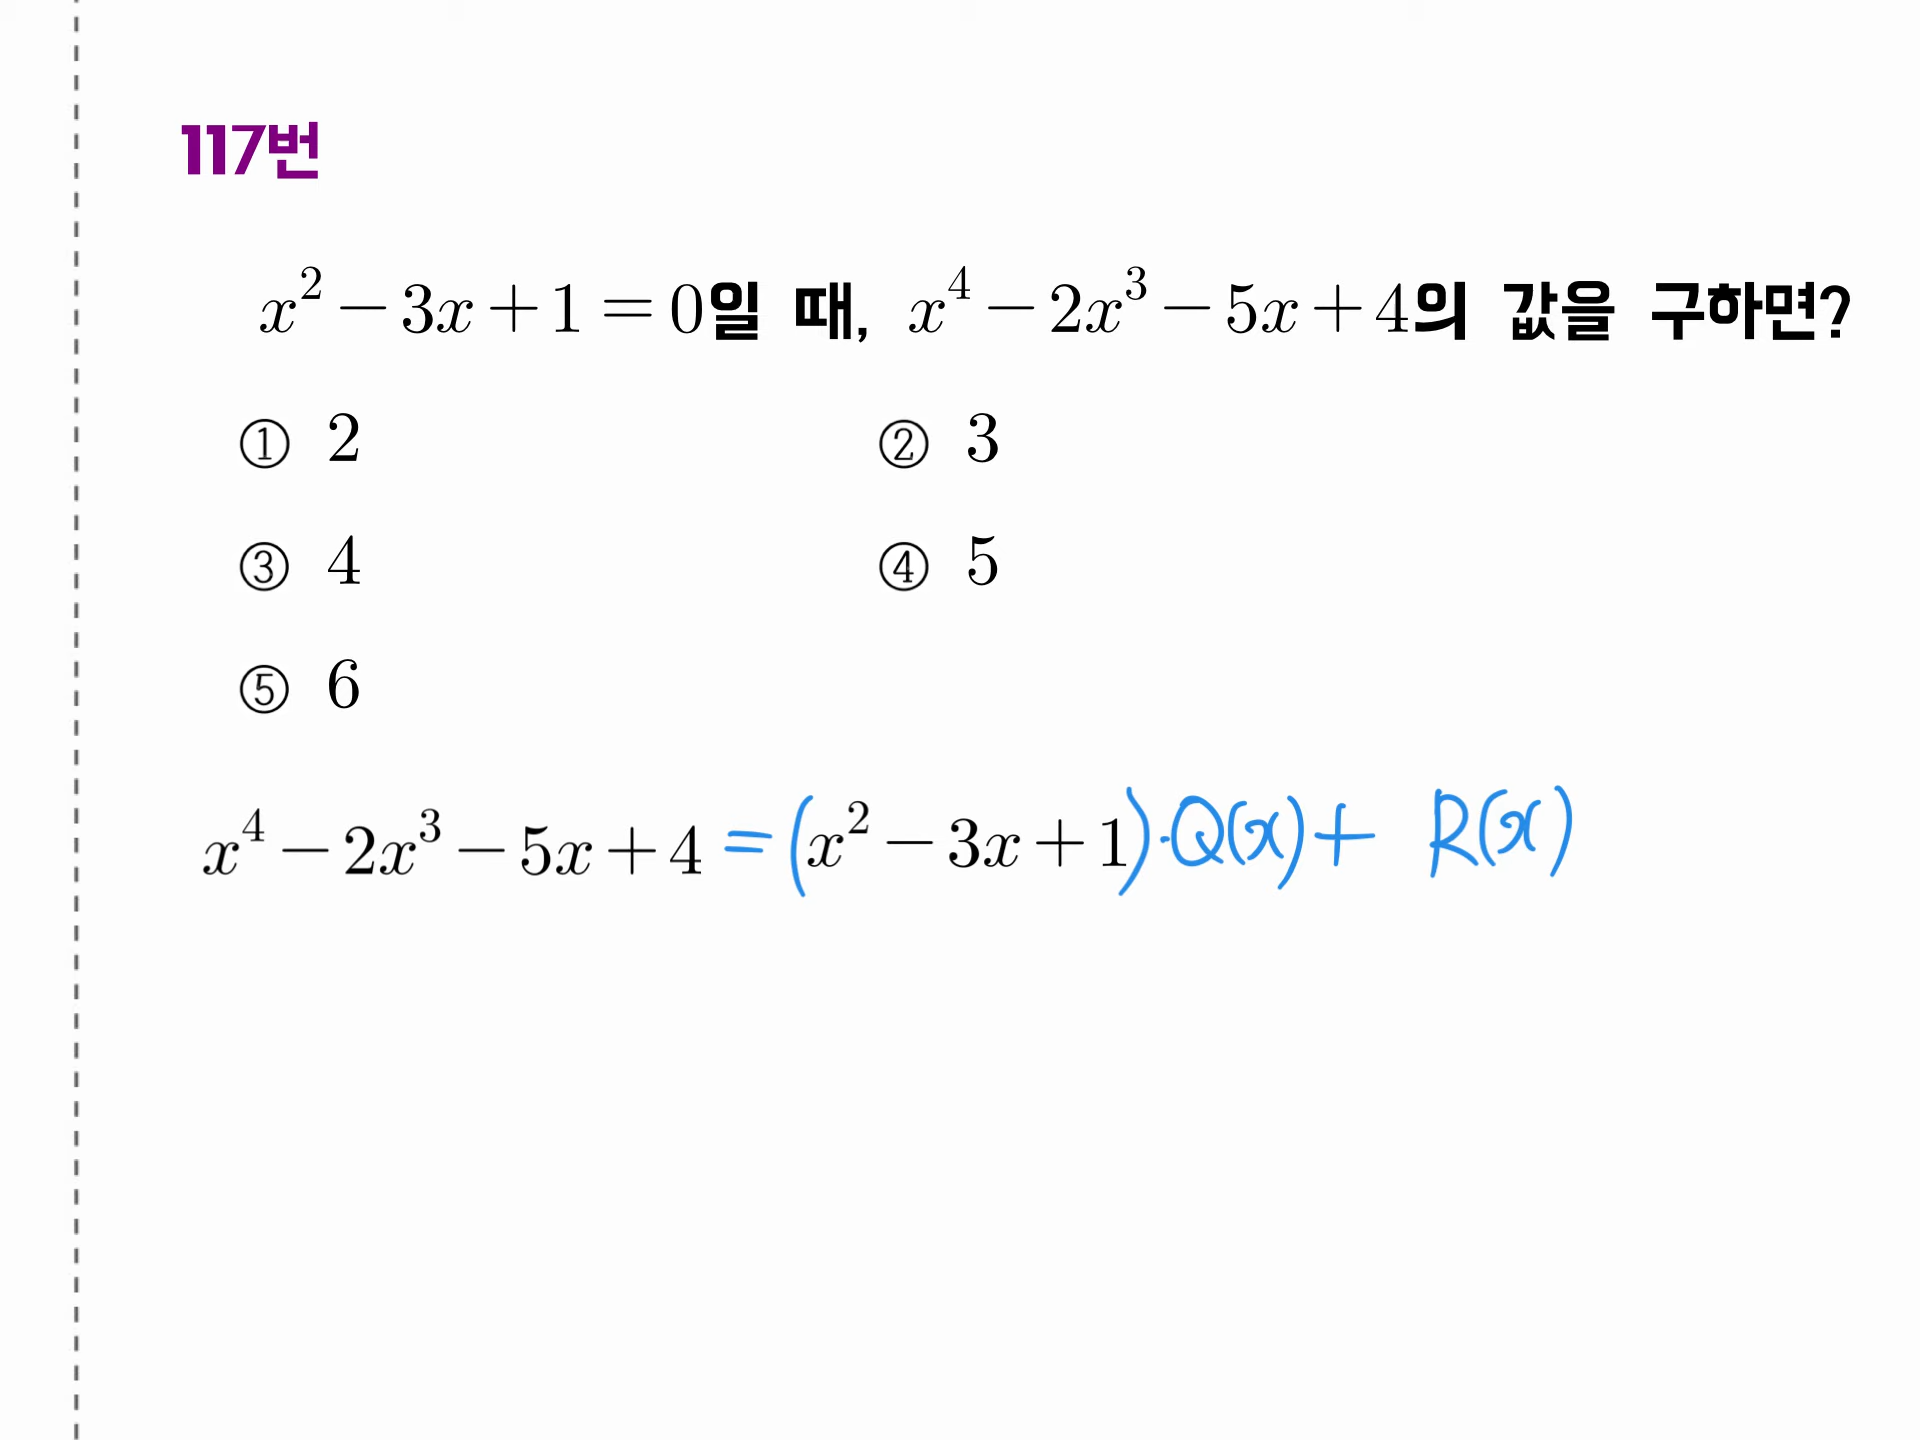 117번
x² − 3x + 1 = 0일 때, x⁴ − 2x³ − 5x + 4의 값을 구하면?
① 2 ② 3
③ 4 ④ 5
⑤ 6
x⁴ − 2x³ − 5x + 4 = (x² − 3x + 1)·Q(x) + R(x)